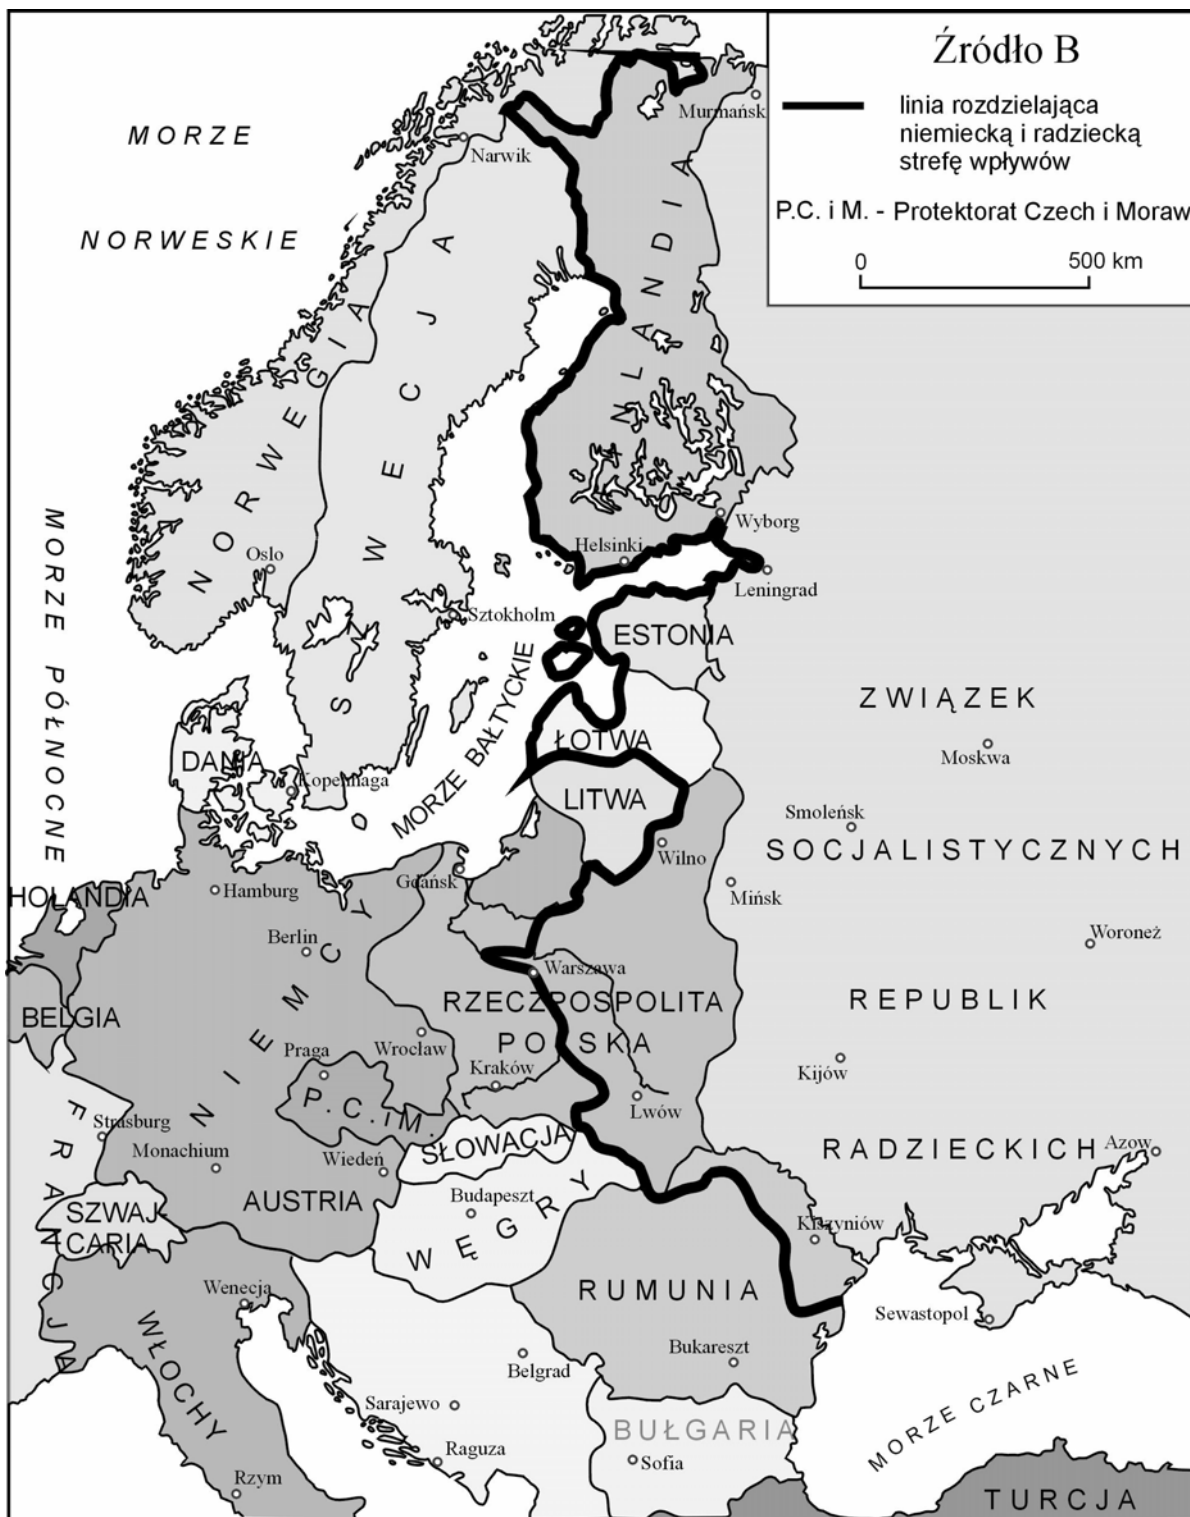 Źródło B
linia rozdzielająca
niemiecką i radziecką
strefę wpływów
P.C. i M. - Protektorat Czech i Moraw
0 500 km
MORZE
NORWESKIE
Murmańsk
Narwik
NORWEGIA
SZWECJA
NLANDIA
MORZE PÓŁNOCNE
Oslo
Helsinki
Wyborg
Leningrad
Sztokholm
ESTONIA
MORZE BAŁTYCKIE
ZWIĄZEK
ŁOTWA
Moskwa
DANIA
Kopenhaga
LITWA
Smoleńsk
SOCJALISTYCZNYCH
Wilno
Gdańsk
Mińsk
HOLANDIA
Hamburg
Berlin
Woroneż
NIEMCY
Warszawa
RZECZPOSPOLITA
POLSKA
REPUBLIK
BELGIA
Praga
Wrocław
Kraków
Kijów
Lwów
P.C. iM.
FRANCJA
Strasburg
SŁOWACJA
RADZIECKICH
Azow
Monachium
Wiedeń
AUSTRIA
Budapeszt
WĘGRY
SZWAJ-
CARIA
Kiszyniów
Wenecja
RUMUNIA
Sewastopol
WŁOCHY
Belgrad
Bukareszt
Sarajewo
BUŁGARIA
MORZE CZARNE
Raguza
Sofia
Rzym
TURCJA